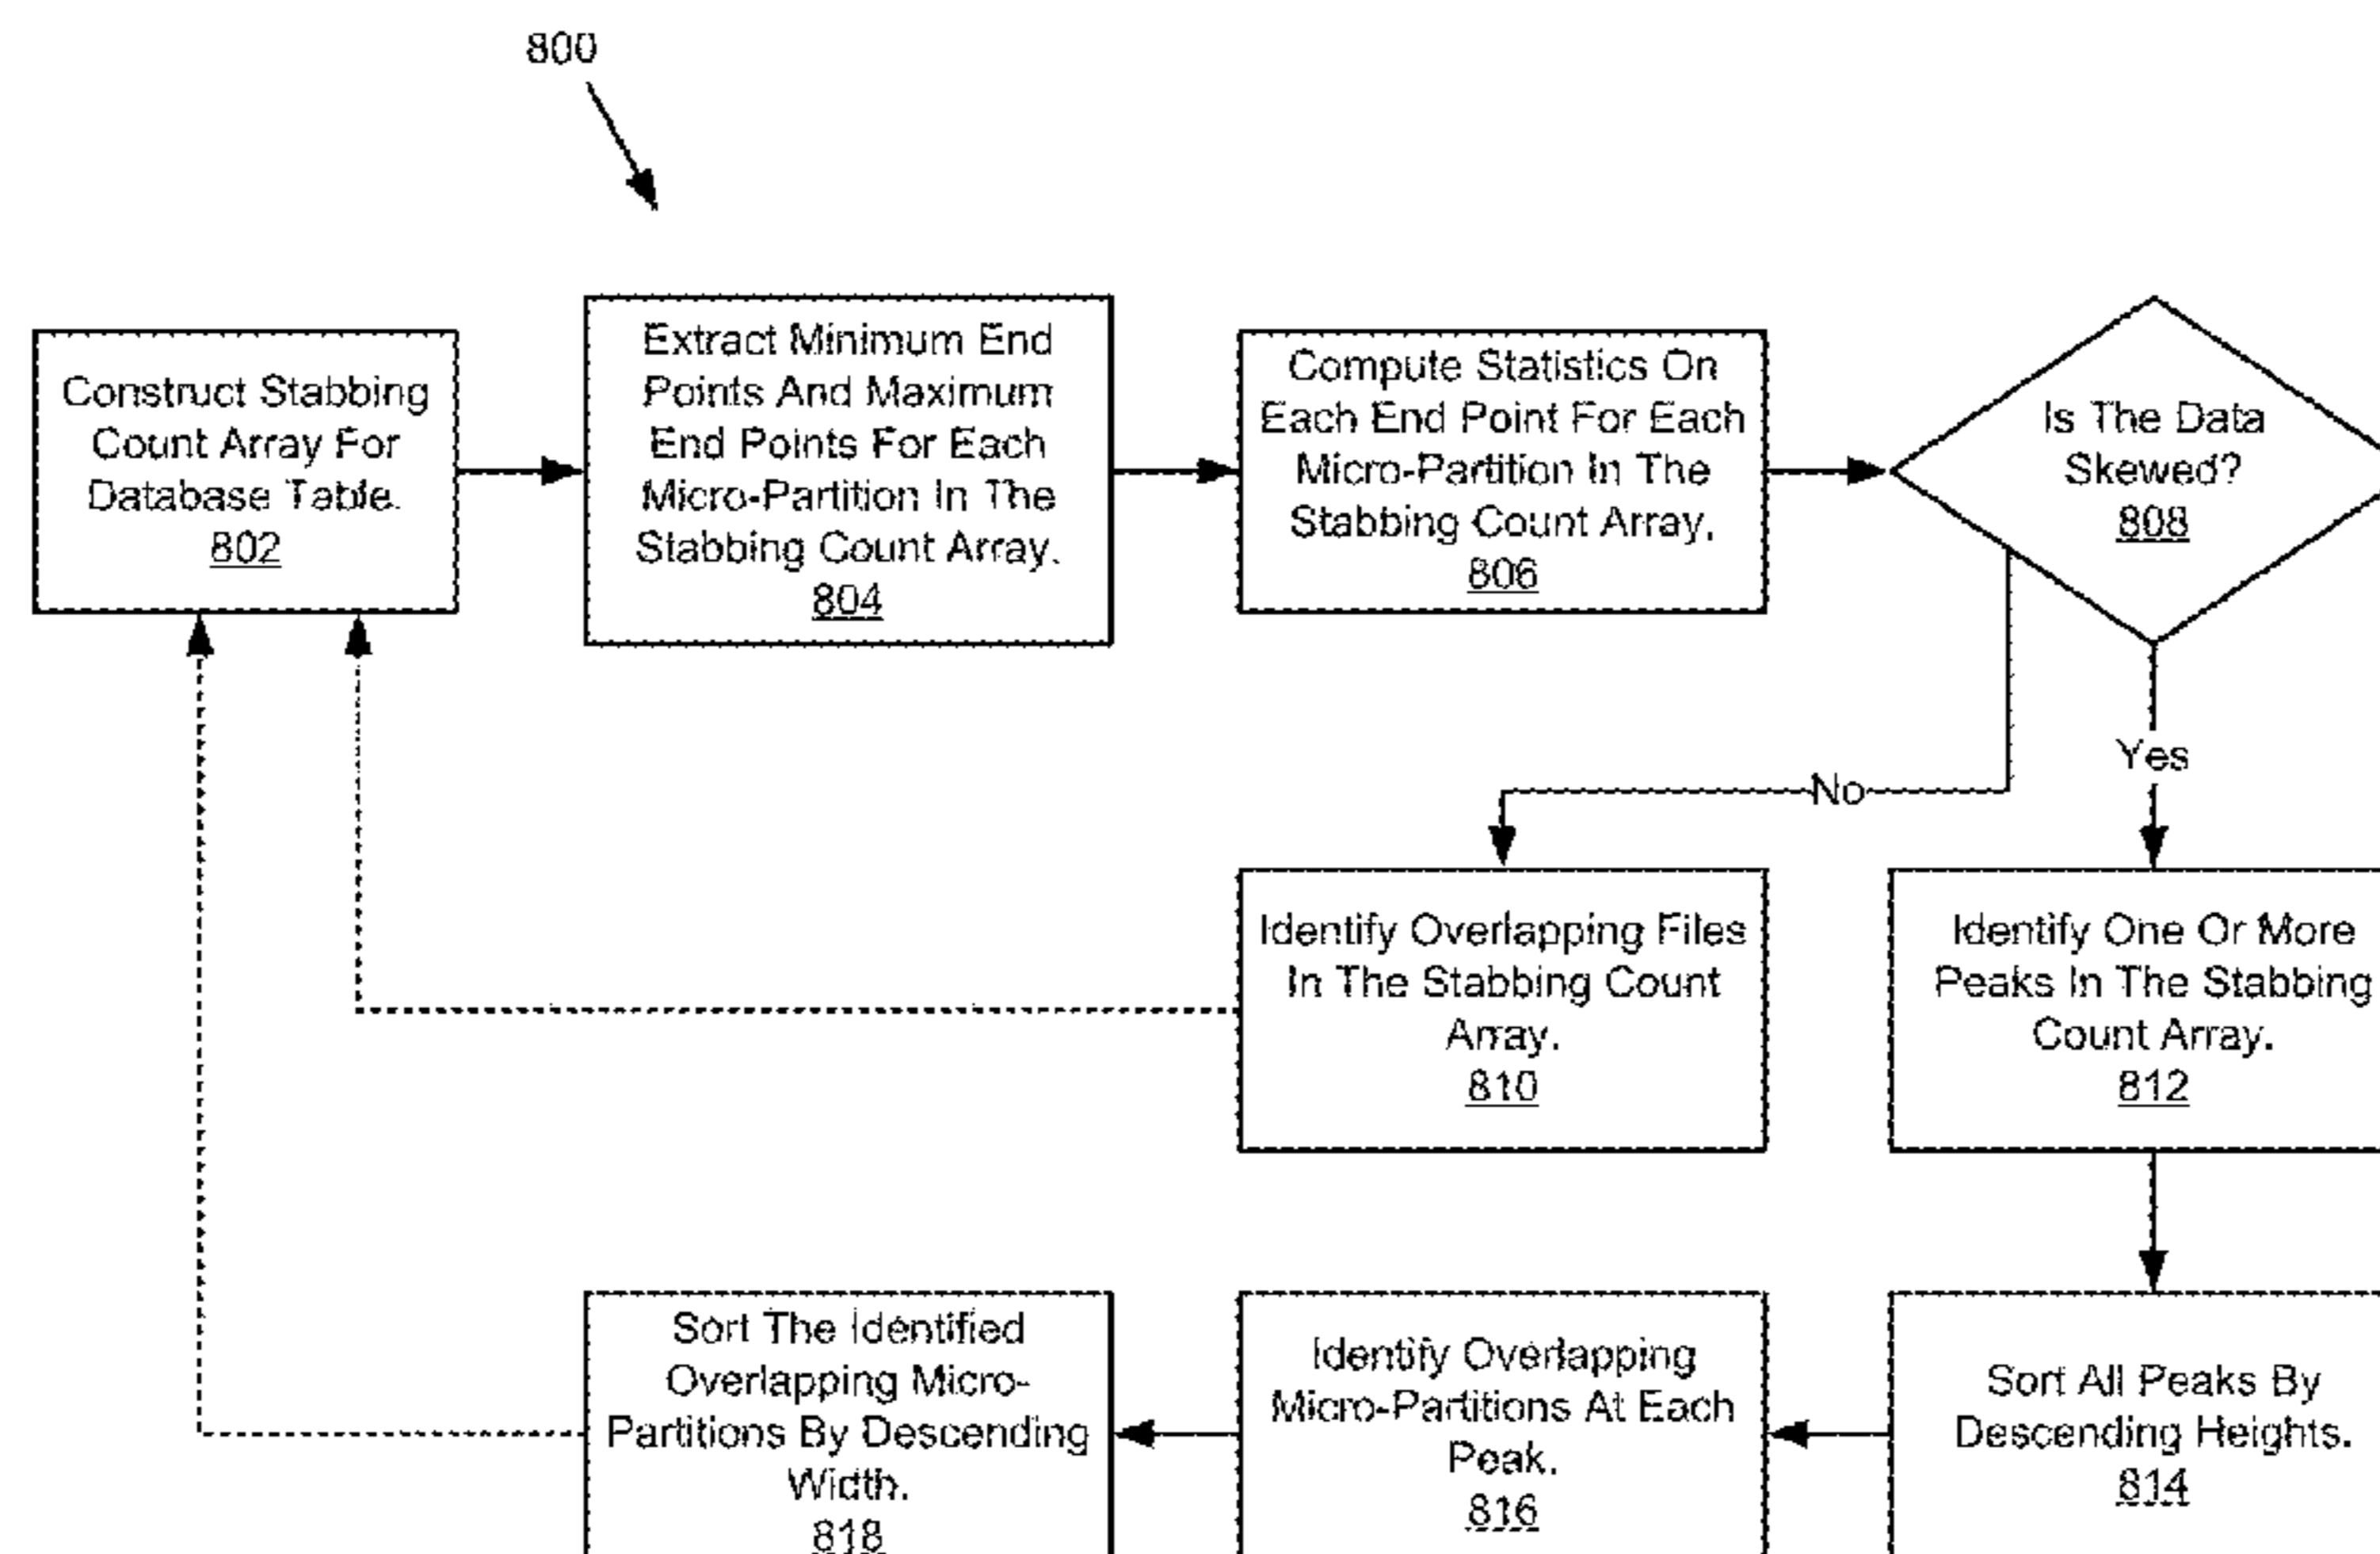 800
Construct Stabbing
Count Array For
Database Table.
802
Extract Minimum End
Points And Maximum
End Points For Each
Micro-Partition In The
Stabbing Count Array.
804
Compute Statistics On
Each End Point For Each
Micro-Partition In The
Stabbing Count Array.
806
Is The Data
Skewed?
808
No
Yes
Identify Overlapping Files
In The Stabbing Count
Array.
810
Identify One Or More
Peaks In The Stabbing
Count Array.
812
Sort All Peaks By
Descending Heights.
814
Identify Overlapping
Micro-Partitions At Each
Peak.
816
Sort The Identified
Overlapping Micro-
Partitions By Descending
Width.
818